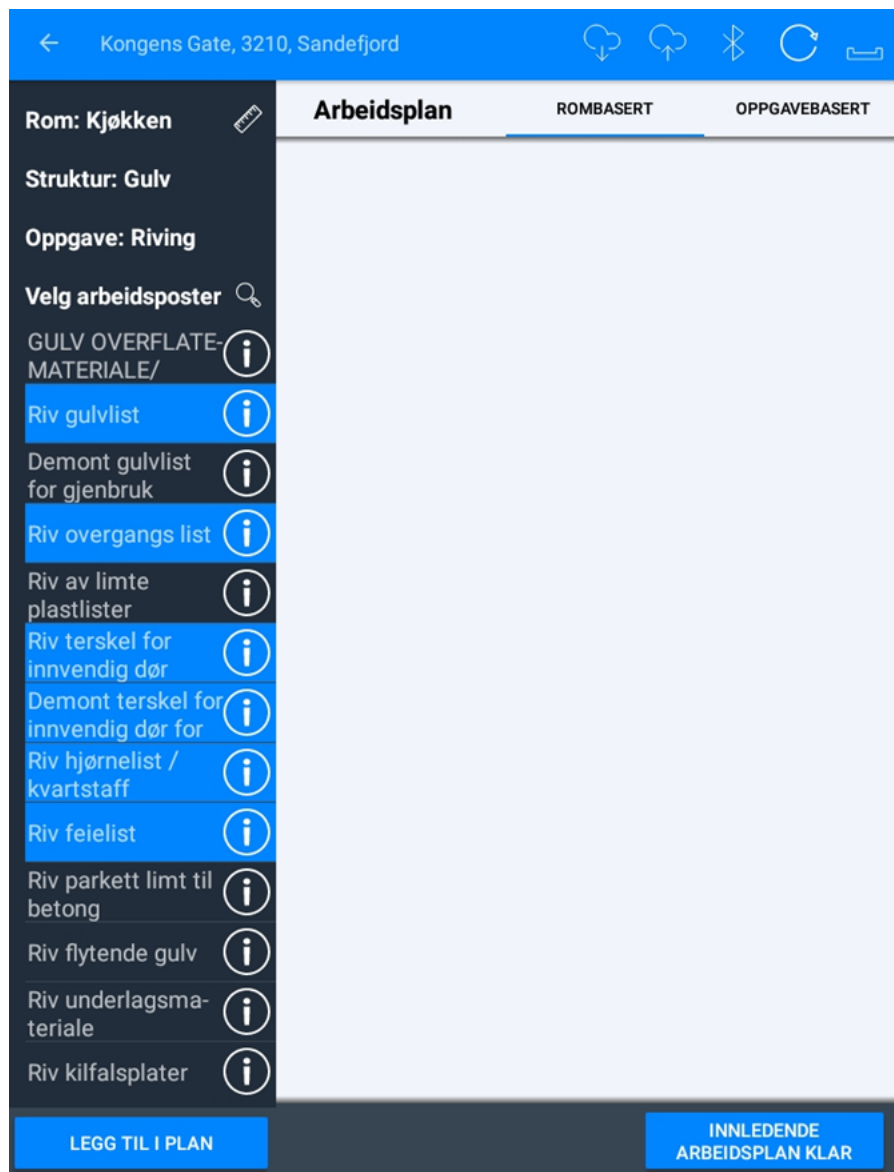 Kongens Gate, 3210, Sandefjord
Rom: Kjøkken
Struktur: Gulv
Oppgave: Riving
Velg arbeidsposter
GULV OVERFLATE-
MATERIALE/
Riv gulvlist
Demont gulvlist
for gjenbruk
Riv overgangs list
Riv av limte
plastlister
Riv terskel for
innvendig dør
Demont terskel for
innvendig dør for
Riv hjørnelist /
kvartstaff
Riv feielist
Riv parkett limt til
betong
Riv flytende gulv
Riv underlagsma-
teriale
Riv kilfalsplater
LEGG TIL I PLAN
Arbeidsplan
ROMBASERT
OPPGAVEBASERT
INNLEDENDE
ARBEIDSPLAN KLAR